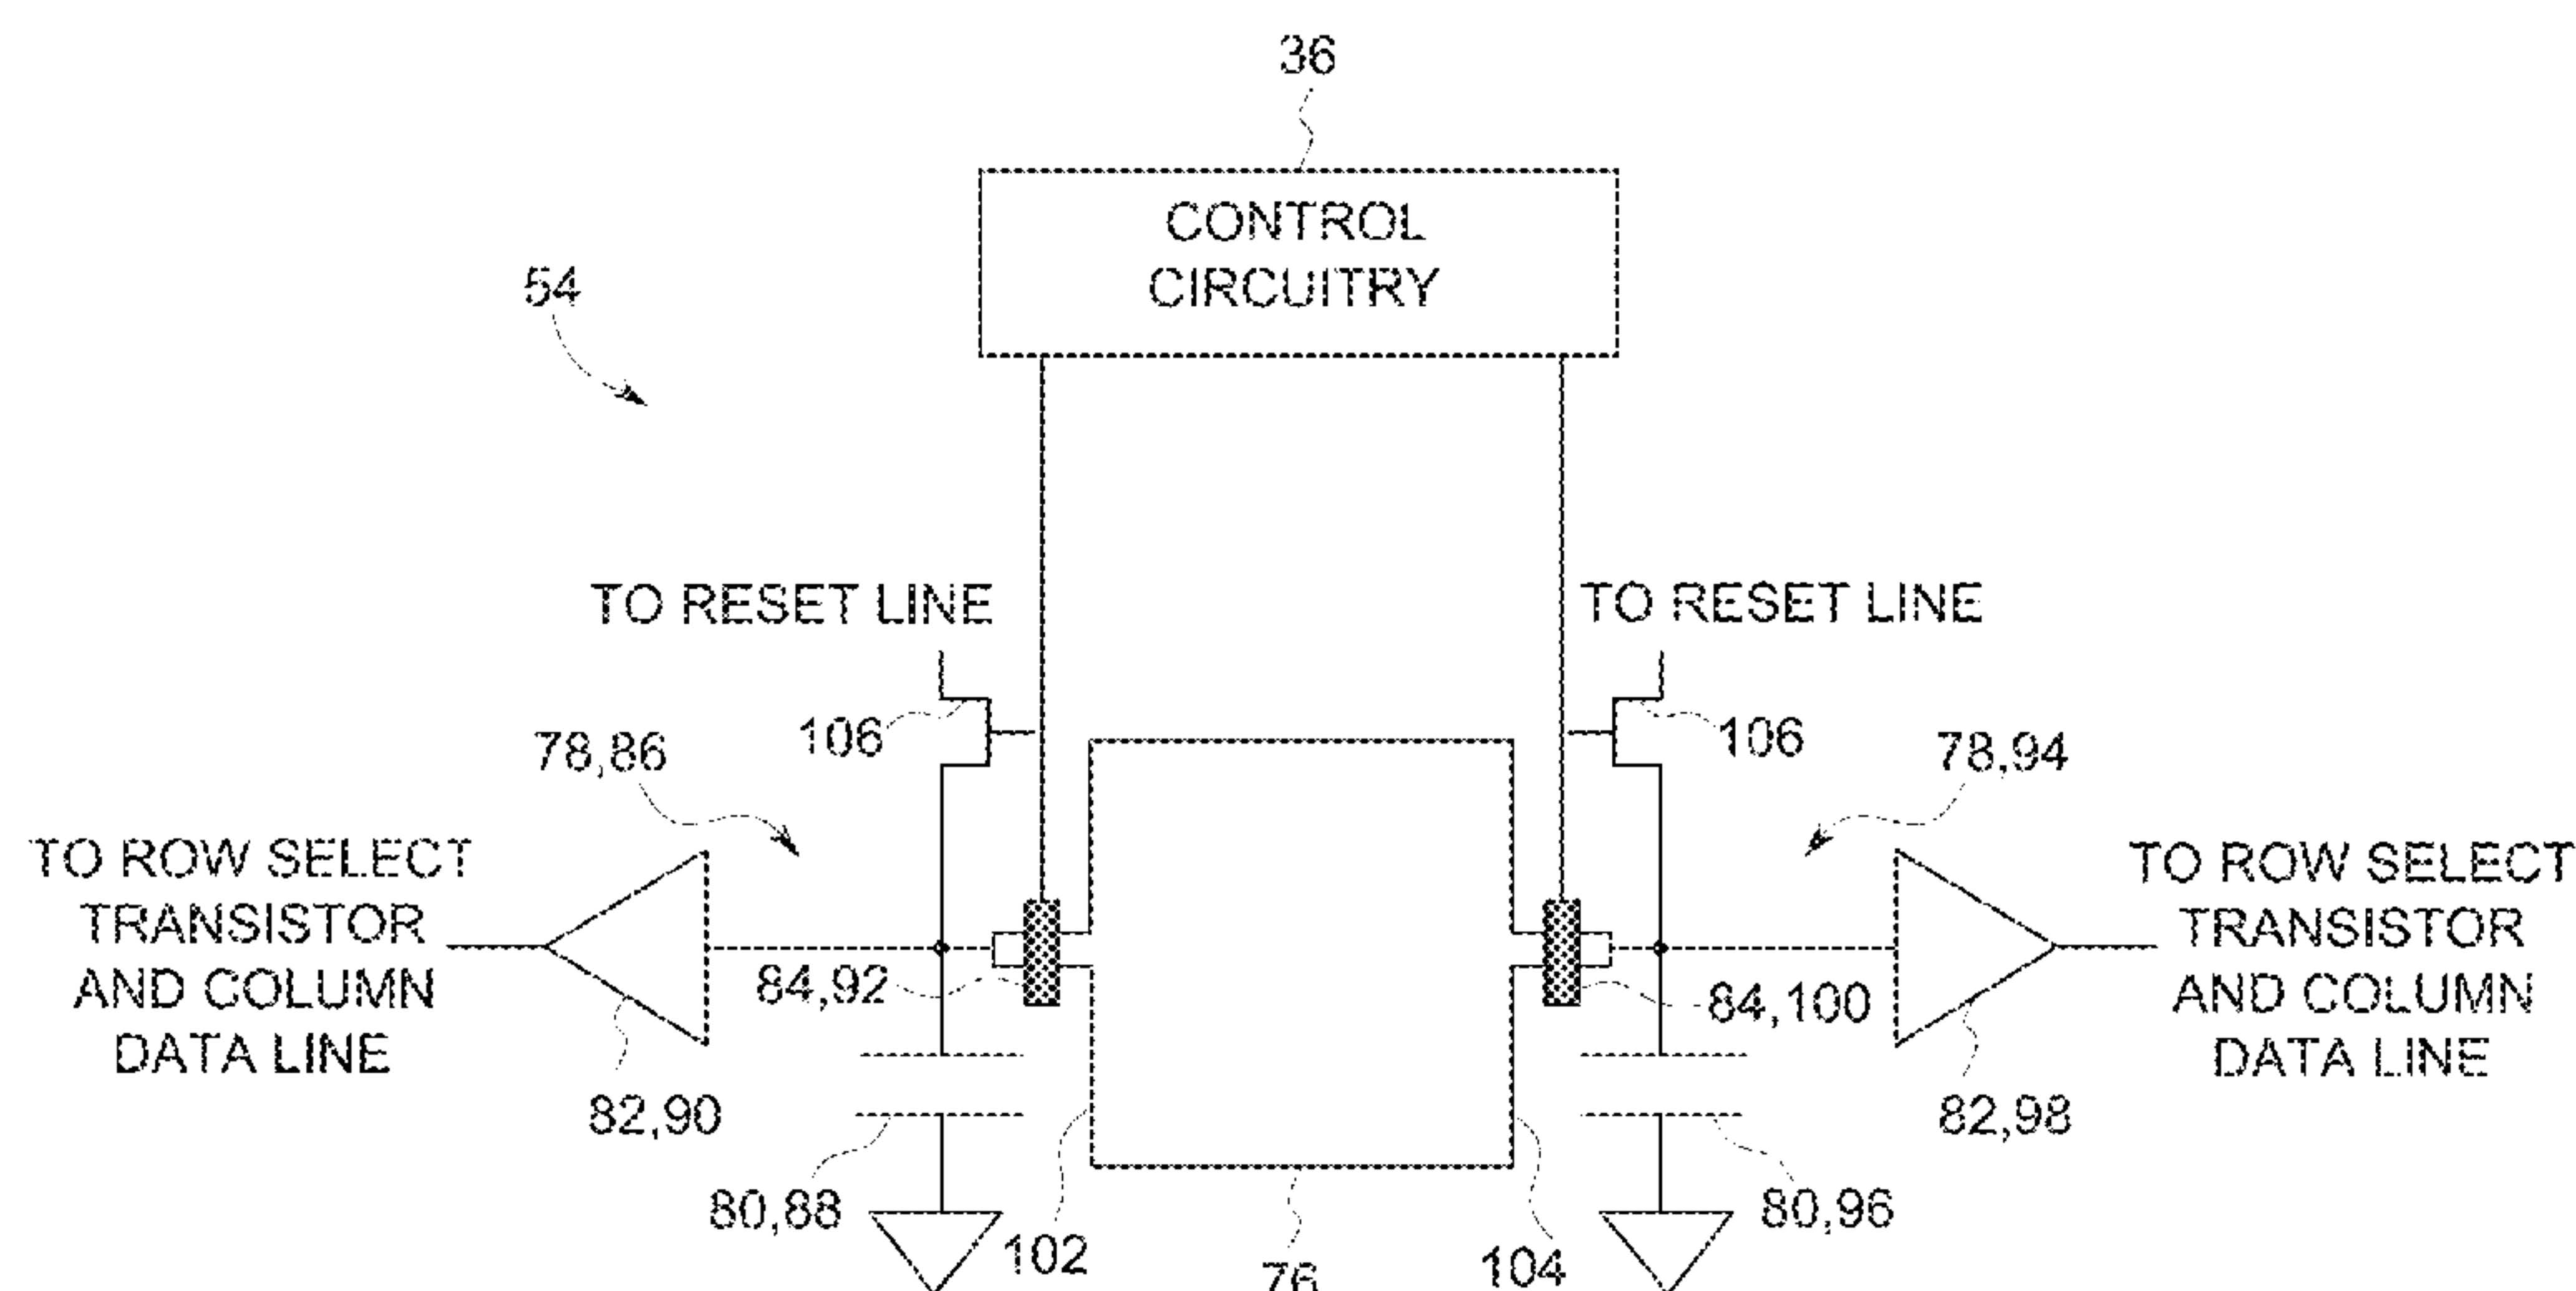 36
CONTROL
CIRCUITRY
54
TO RESET LINE
TO RESET LINE
106
106
78,86
78,94
TO ROW SELECT
TRANSISTOR
AND COLUMN
DATA LINE
TO ROW SELECT
TRANSISTOR
AND COLUMN
DATA LINE
84,92
84,100
82,90
82,98
80,88
80,96
102
104
76